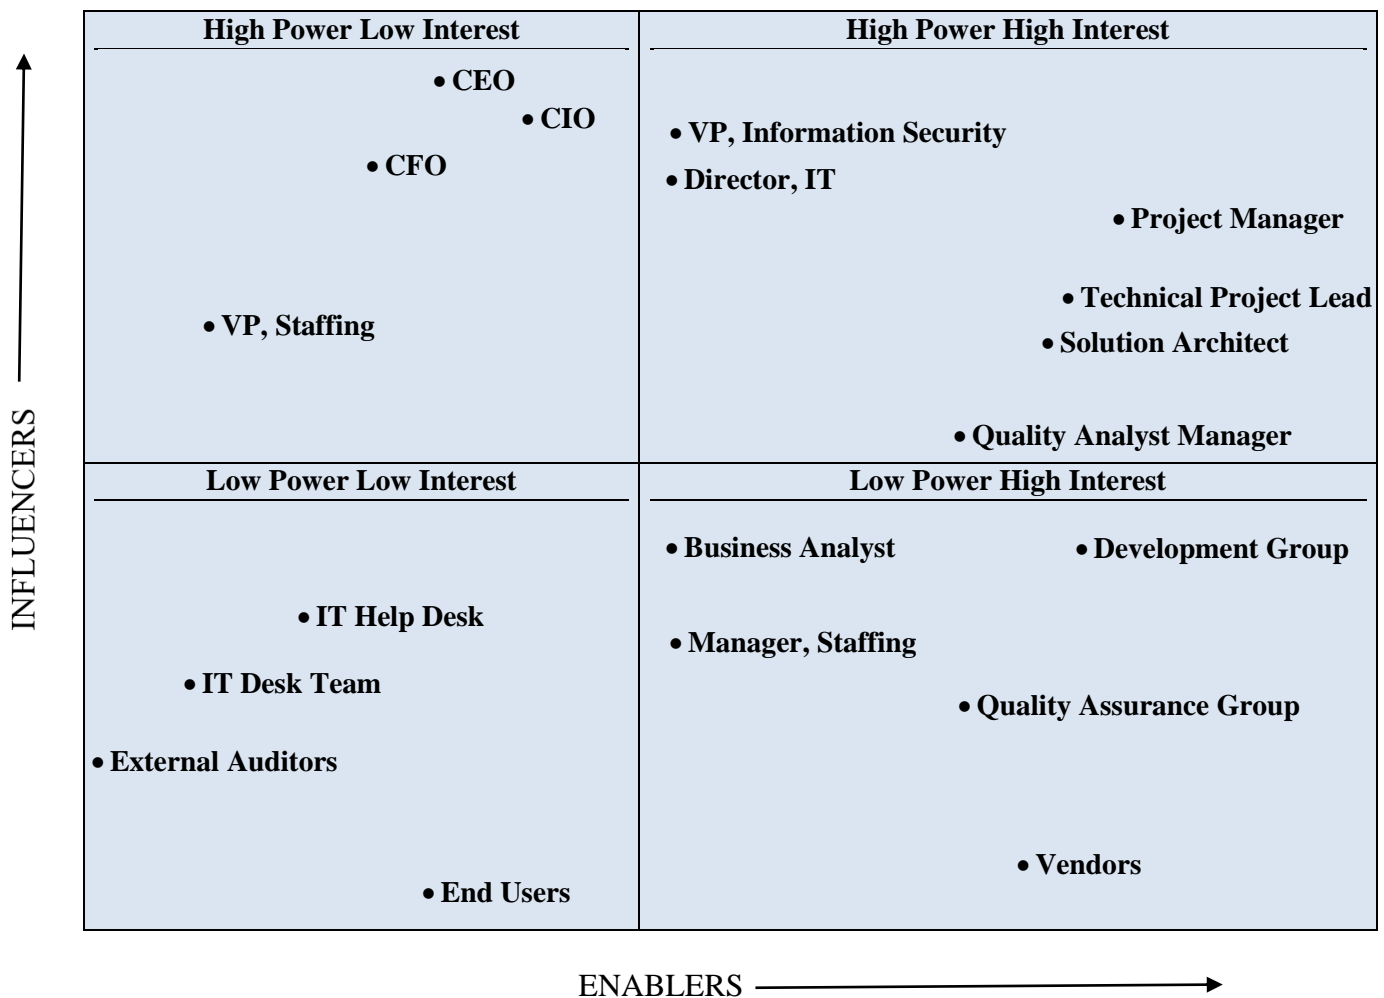 High Power Low Interest
• CEO
• CIO
• CFO
• VP, Staffing
High Power High Interest
• VP, Information Security
• Director, IT
• Project Manager
• Technical Project Lead
• Solution Architect
• Quality Analyst Manager
Low Power Low Interest
• IT Help Desk
• IT Desk Team
• External Auditors
• End Users
Low Power High Interest
• Business Analyst
• Development Group
• Manager, Staffing
• Quality Assurance Group
• Vendors
INFLUENCERS
ENABLERS